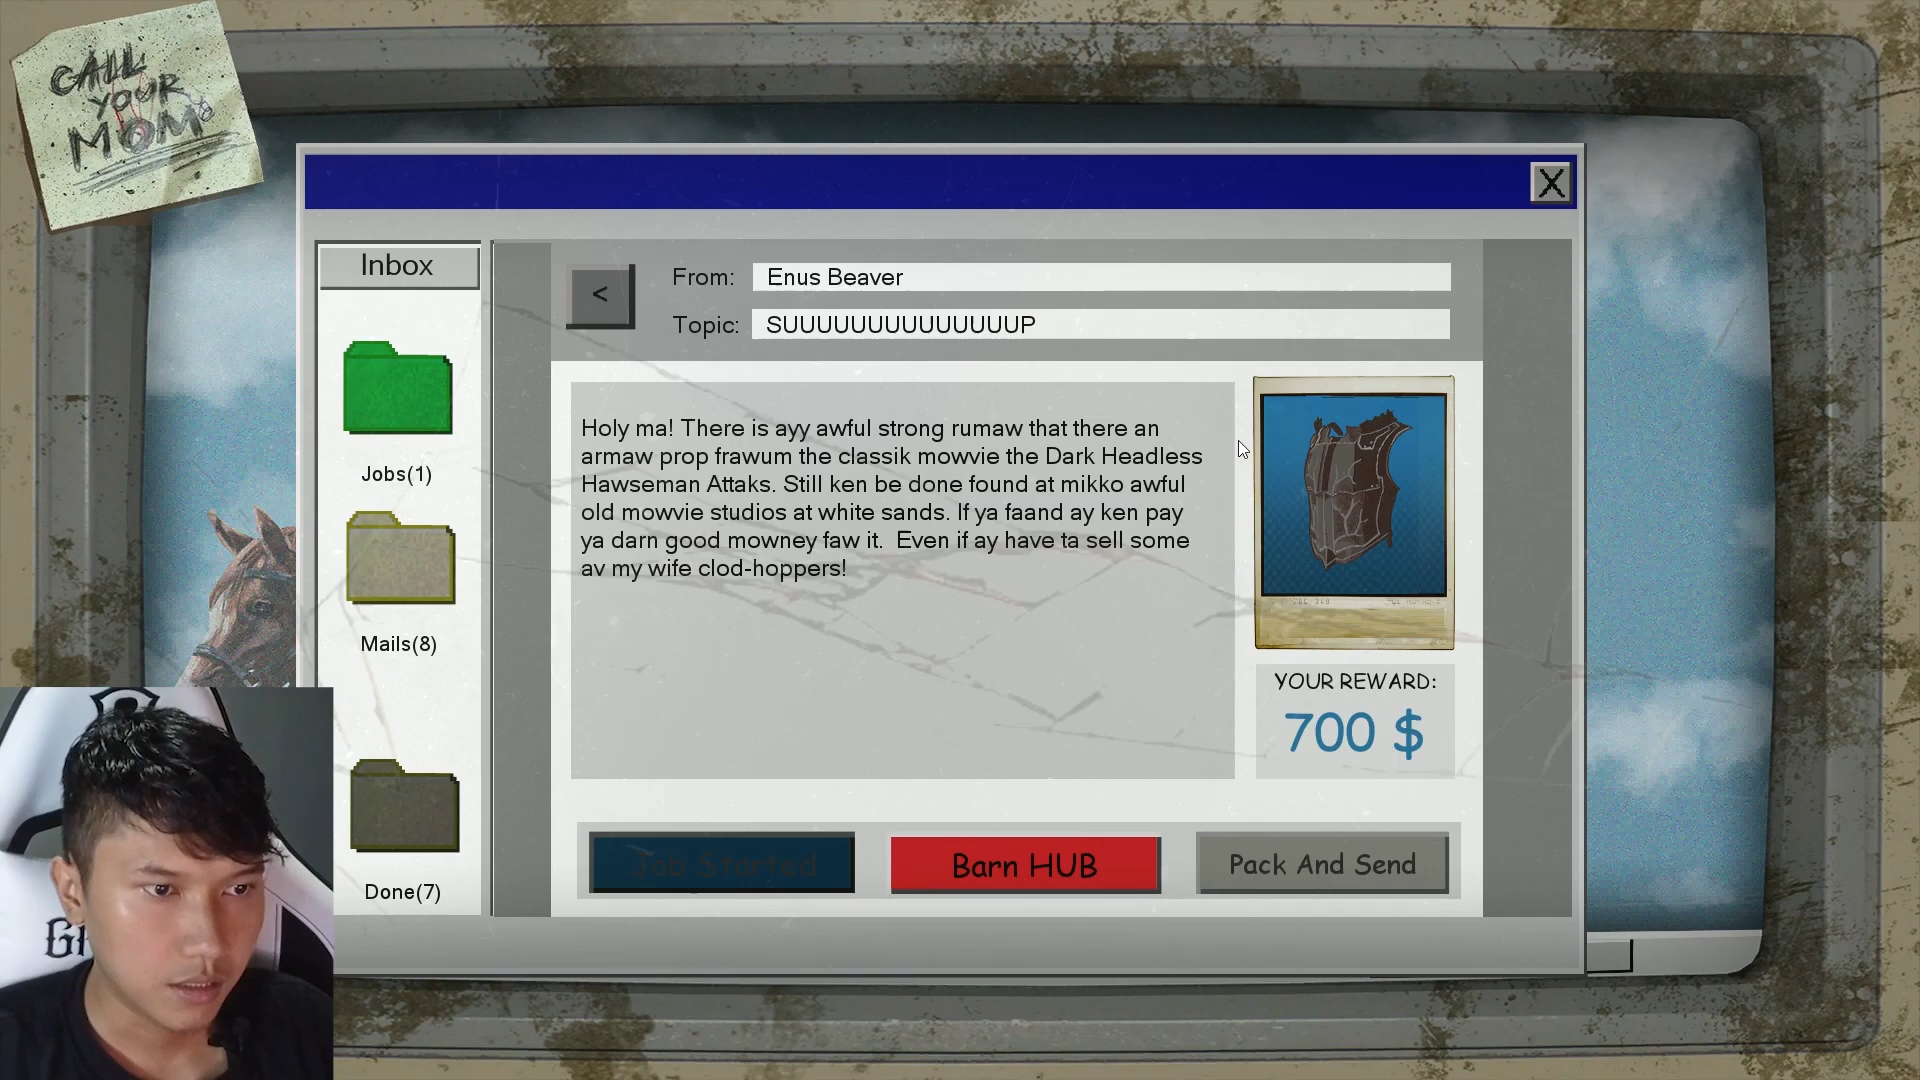 CALL
YOUR
MOM
X
Inbox
<
From: Enus Beaver
Topic: SUUUUUUUUUUUUUUP
Holy ma! There is ayy awful strong rumaw that there an
armaw prop frawum the classik mowvie the Dark Headless
Hawseman Attaks. Still ken be done found at mikko awful
old mowvie studios at white sands. If ya faand ay ken pay
ya darn good mowney faw it. Even if ay have ta sell some
av my wife clod-hoppers!
Jobs(1)
Mails(8)
Done(7)
YOUR REWARD:
700 $
Job Started
Barn HUB
Pack And Send